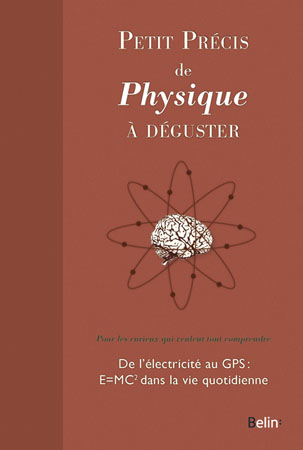 PETIT PRÉCIS
de
Physique
À DÉGUSTER
Pour les curieux qui veulent tout comprendre
De l'électricité au GPS :
E=MC² dans la vie quotidienne
Belin: